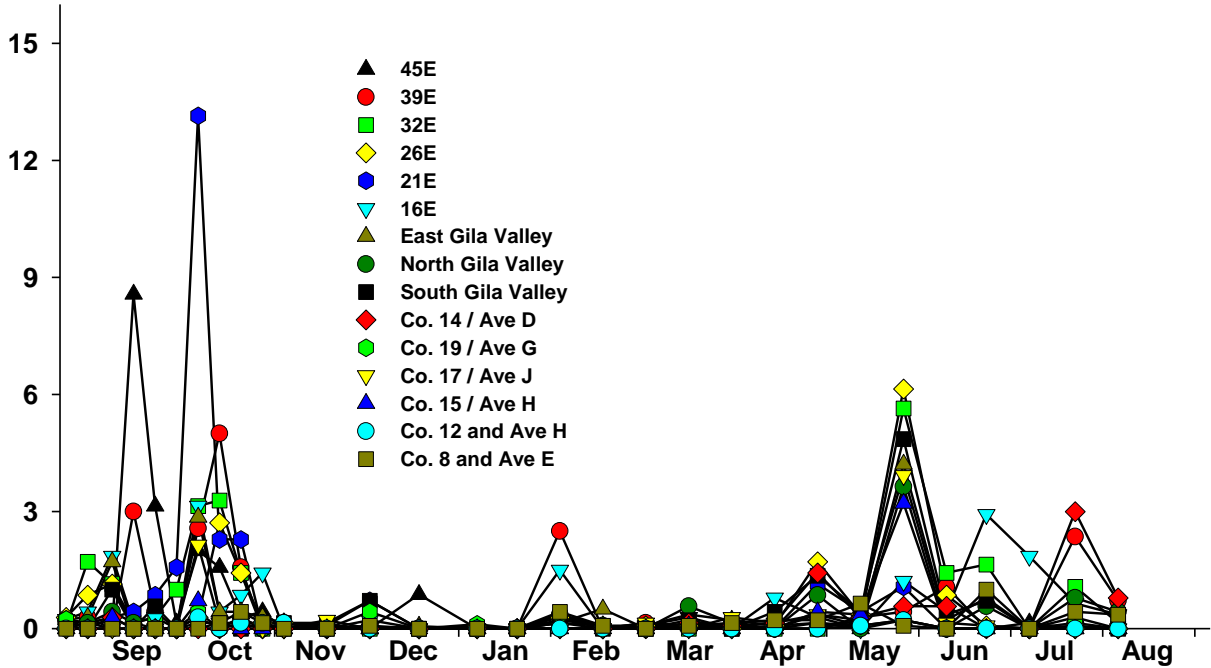 15
12
9
6
3
0
45E
39E
32E
26E
21E
16E
East Gila Valley
North Gila Valley
South Gila Valley
Co. 14 / Ave D
Co. 19 / Ave G
Co. 17 / Ave J
Co. 15 / Ave H
Co. 12 and Ave H
Co. 8 and Ave E
Sep Oct Nov Dec Jan Feb Mar Apr May Jun Jul Aug